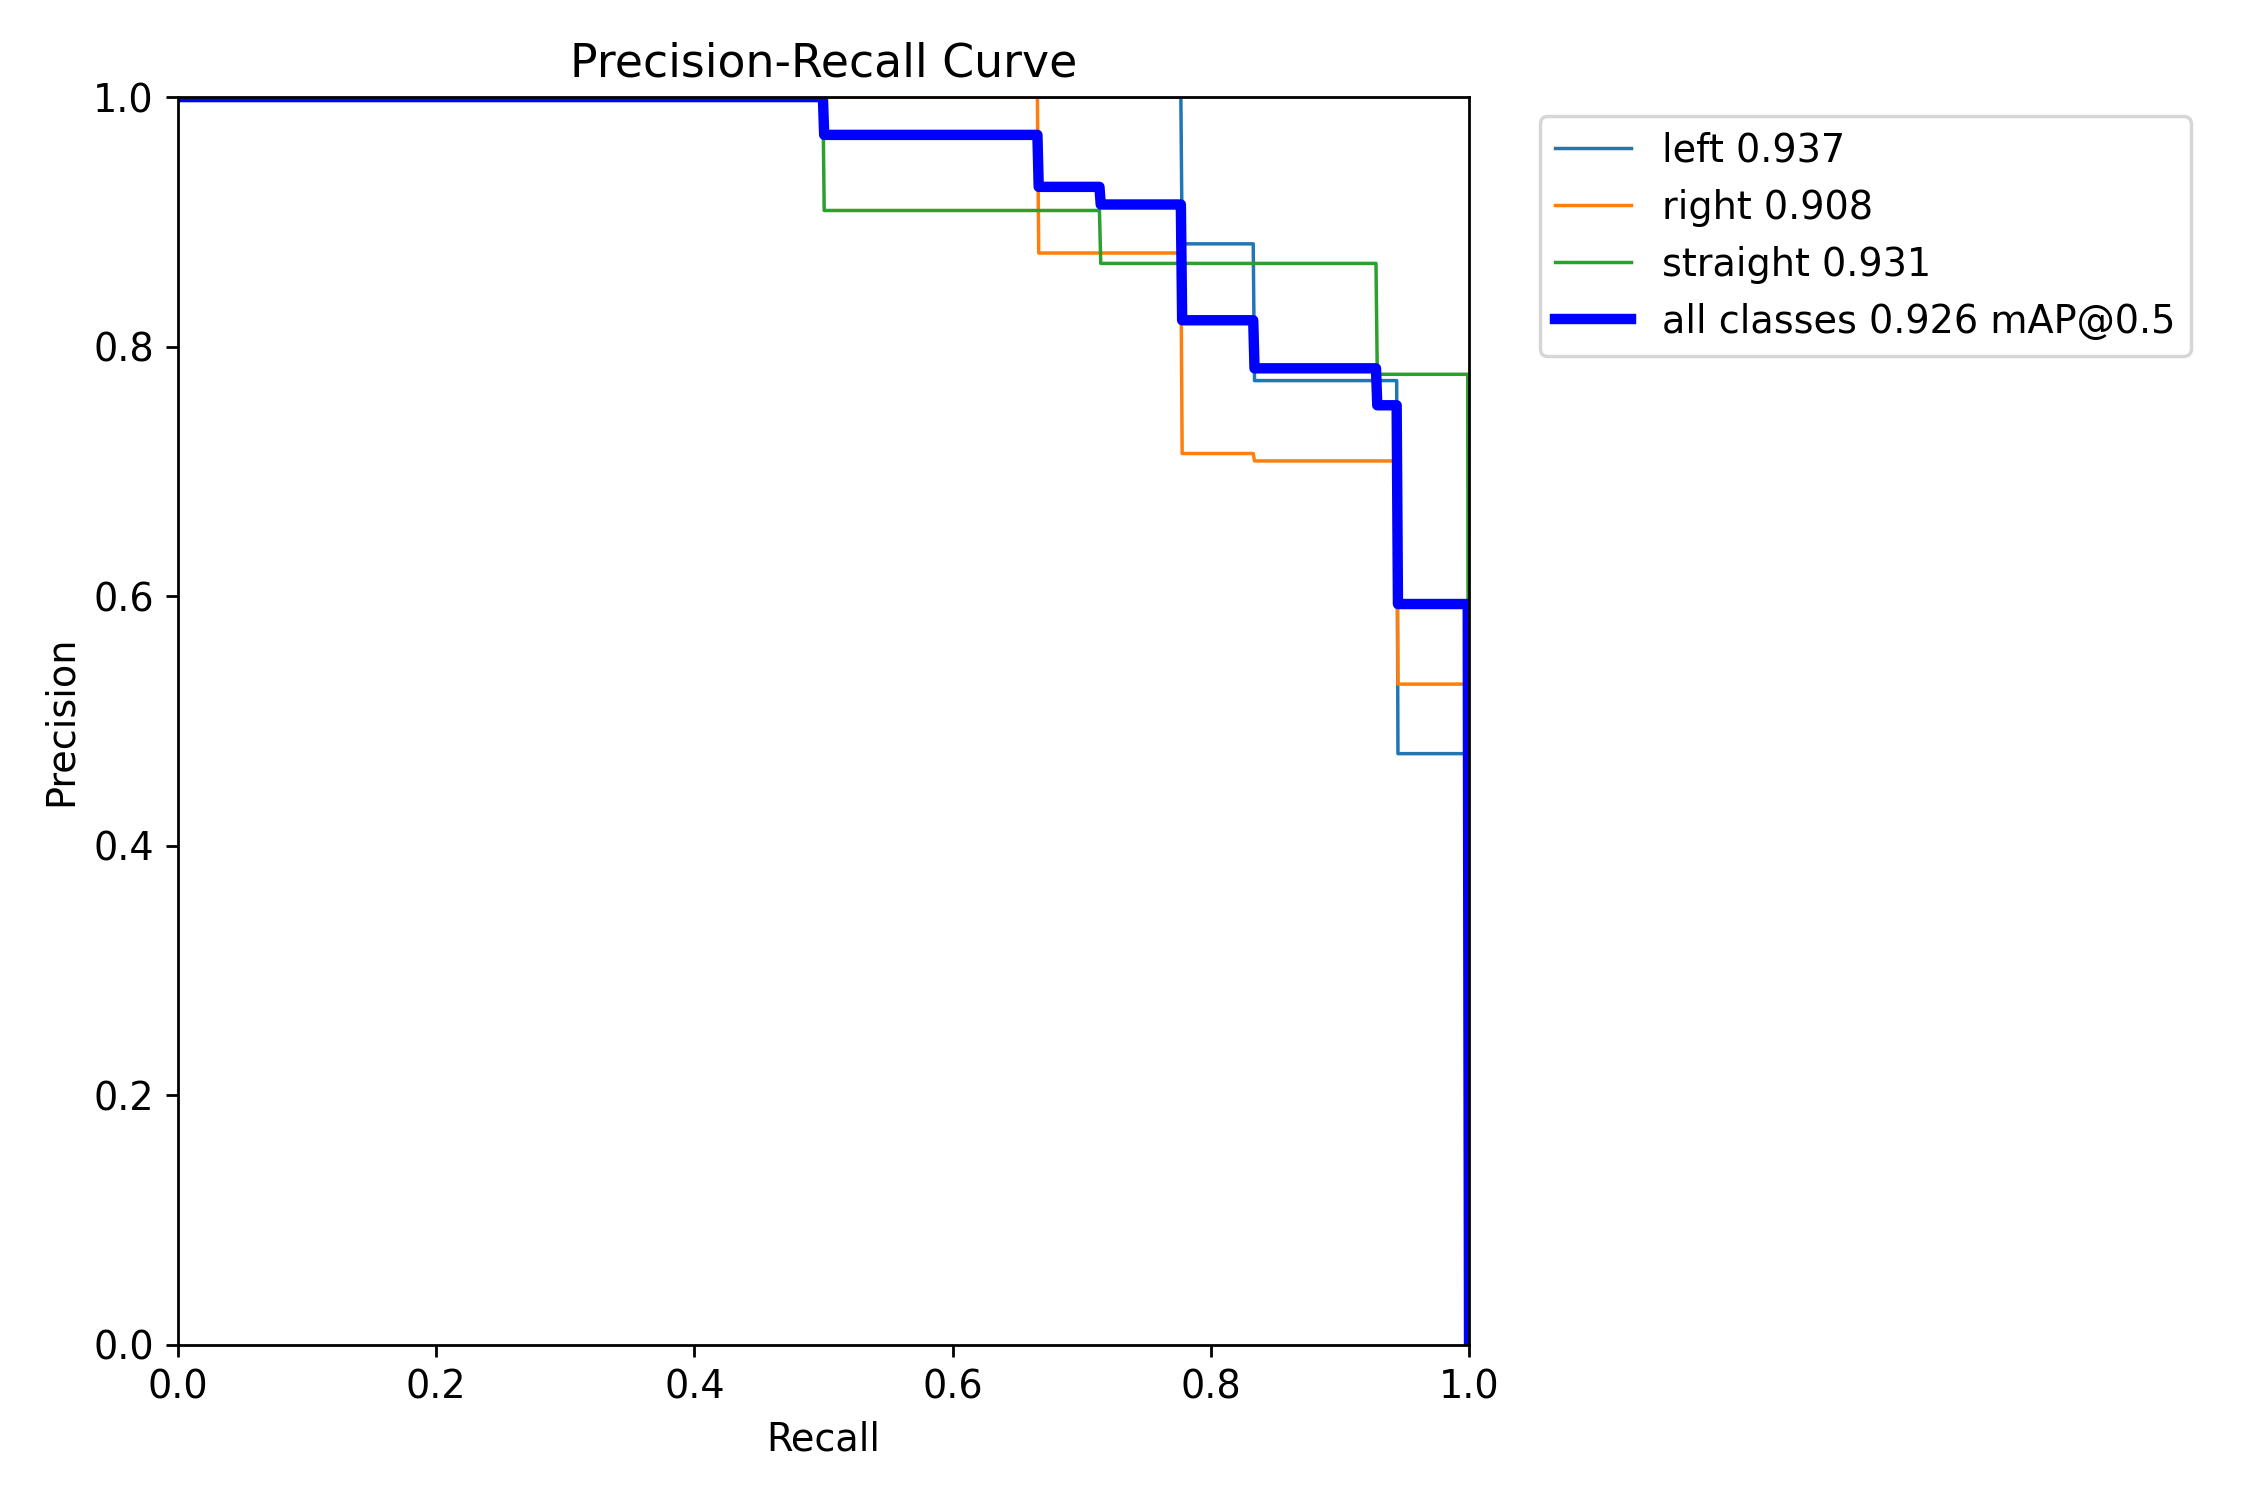 Precision-Recall Curve
1.0
0.8
0.6
0.4
0.2
0.0
Precision
0.0 0.2 0.4 0.6 0.8 1.0
Recall
left 0.937
right 0.908
straight 0.931
all classes 0.926 mAP@0.5